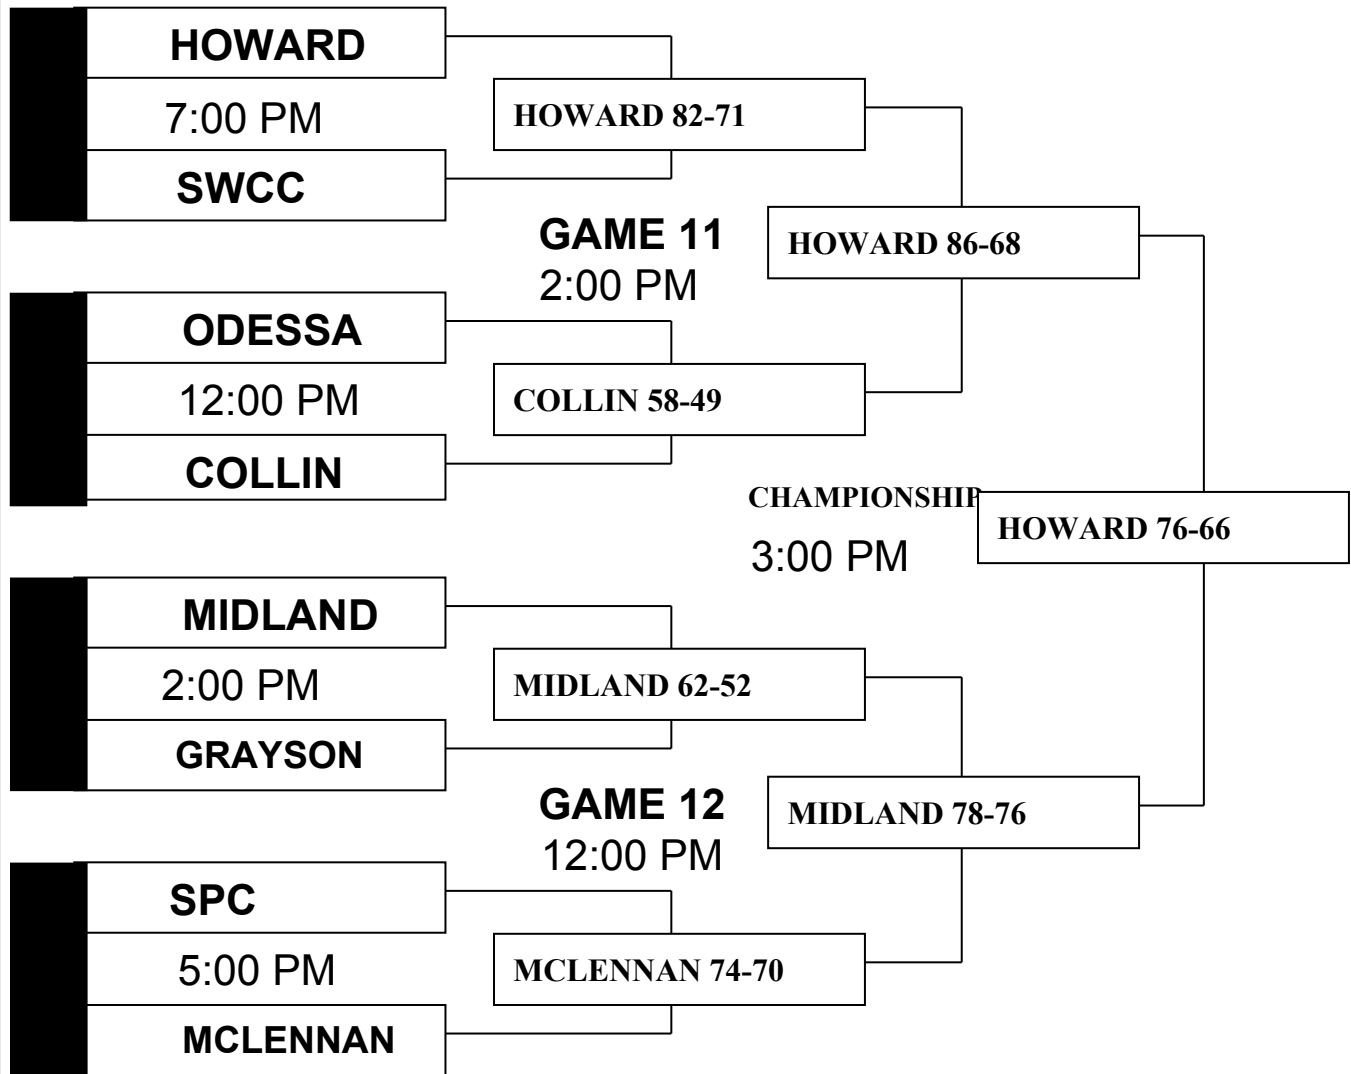 HOWARD
7:00 PM
HOWARD 82-71
SWCC
GAME 11
2:00 PM
HOWARD 86-68
ODESSA
12:00 PM
COLLIN 58-49
COLLIN
CHAMPIONSHIP
3:00 PM
HOWARD 76-66
MIDLAND
2:00 PM
MIDLAND 62-52
GRAYSON
GAME 12
12:00 PM
MIDLAND 78-76
SPC
5:00 PM
MCLENNAN 74-70
MCLENNAN